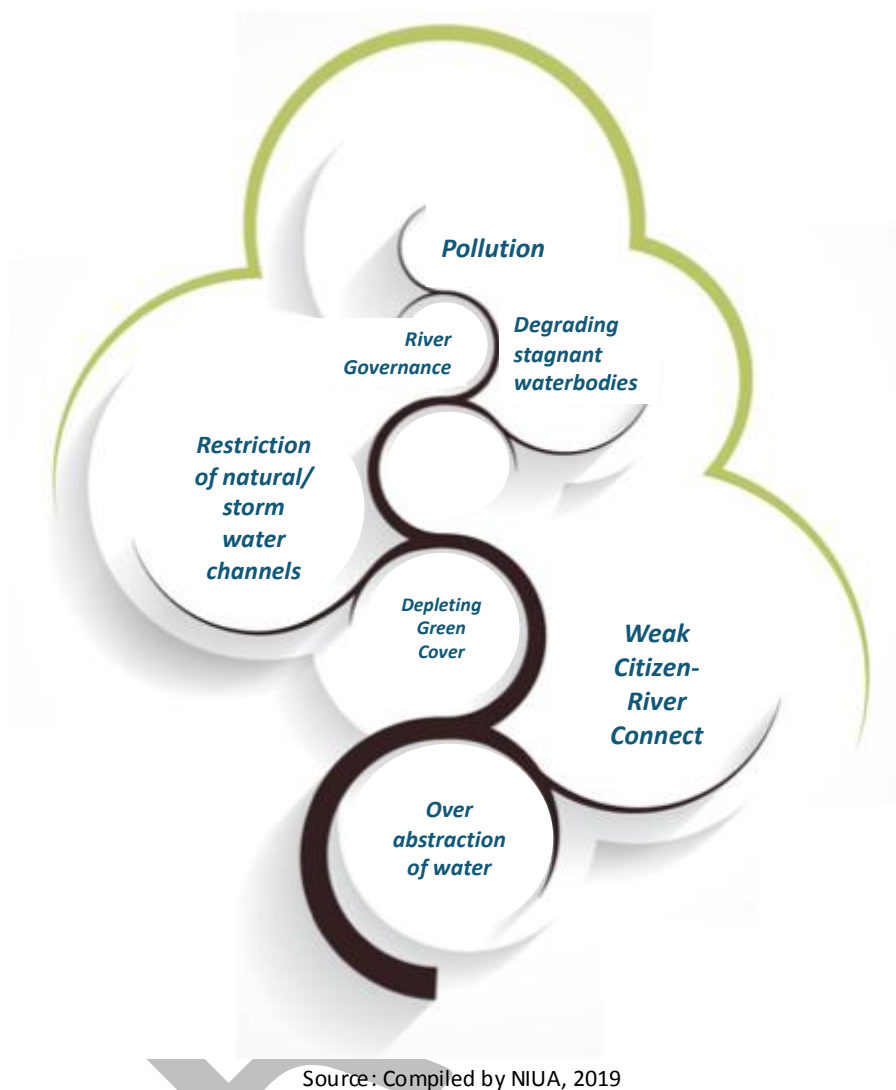 Pollution
River
Governance
Degrading
stagnant
waterbodies
Restriction
of natural/
storm
water
channels
Depleting
Green
Cover
Weak
Citizen-
River
Connect
Over
abstraction
of water
Source: Compiled by NIUA, 2019